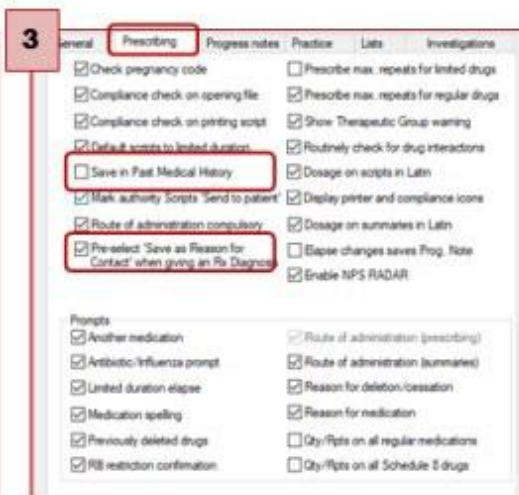 3
General Prescribing Progress notes Practice Lists Investigations
Check pregnancy code
Compliance check on opening file
Compliance check on printing script
Default scripts to limited duration
Save in Past Medical History
Mark authority Scripts 'Send to patient'
Route of administration compulsory
Pre-select 'Save as Reason for
Contact' when giving an Rx Diagnosis
Prescribe max. repeats for limited drugs
Prescribe max. repeats for regular drugs
Show Therapeutic Group warning
Routinely check for drug interactions
Dosage on scripts in Latin
Display printer and compliance icons
Dosage on summaries in Latin
Elapse changes saves Prog. Note
Enable NPS RADAR
Prompts
Another medication
Antibiotic/Influenza prompt
Limited duration elapse
Medication spelling
Previously deleted drugs
RB restriction confirmation
Route of administration (prescribing)
Route of administration (summaries)
Reason for deletion/cessation
Reason for medication
Qty/Rpts on all regular medications
Qty/Rpts on all Schedule 8 drugs